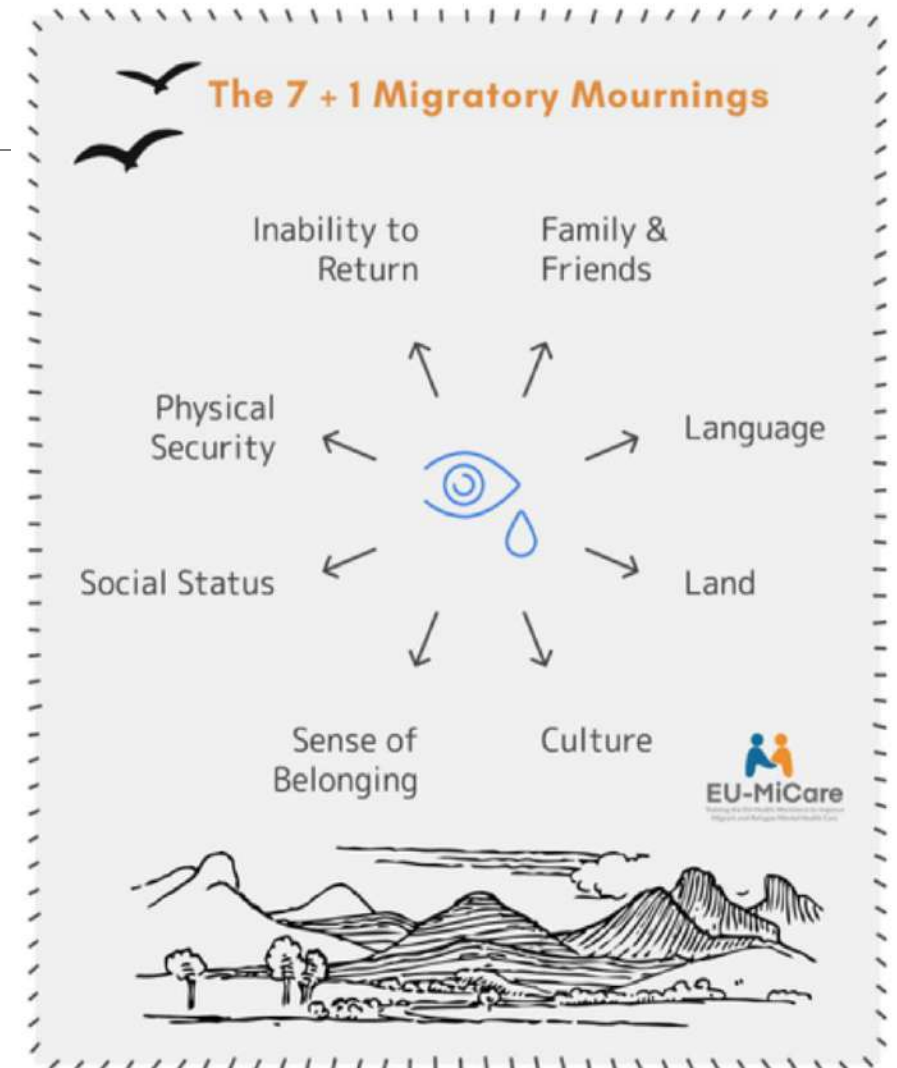 The 7 + 1 Migratory Mournings
Inability to
Return
Family &
Friends
Physical
Security
Language
Social Status
Land
Sense of
Belonging
Culture
EU-MiCare